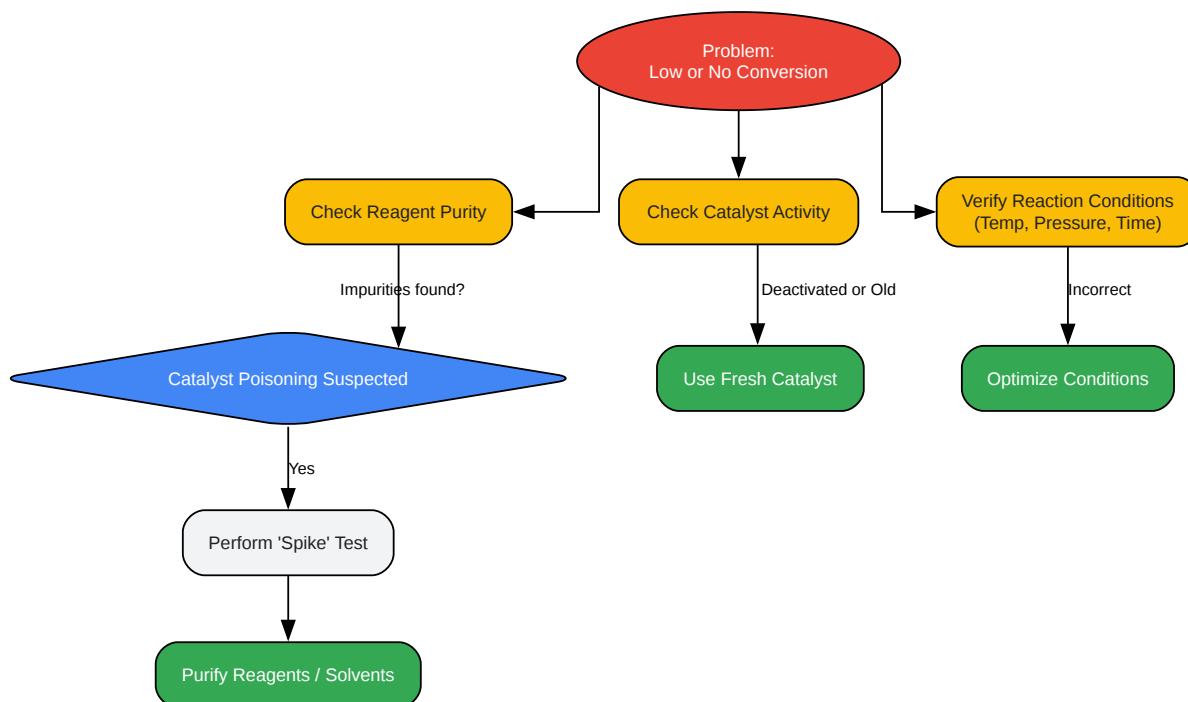 Problem:
Low or No Conversion
Check Reagent Purity
Check Catalyst Activity
Verify Reaction Conditions
(Temp, Pressure, Time)
Impurities found?
Deactivated or Old
Incorrect
Catalyst Poisoning Suspected
Use Fresh Catalyst
Optimize Conditions
Yes
Perform 'Spike' Test
Purify Reagents / Solvents